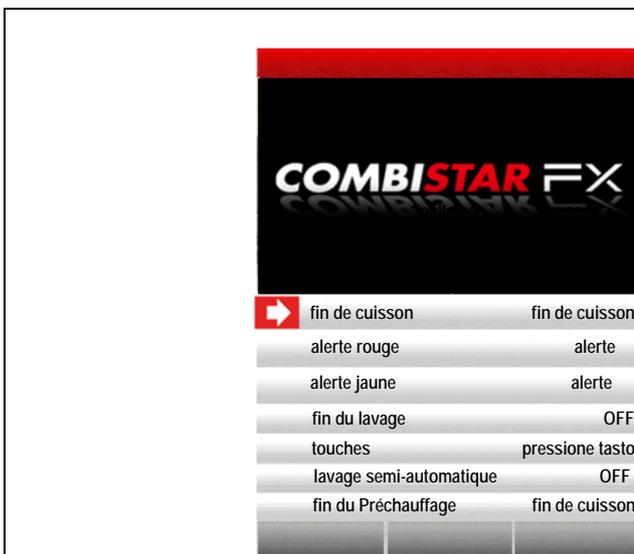 COMBISTAR FX
fin de cuisson fin de cuisson
alerte rouge alerte
alerte jaune alerte
fin du lavage OFF
touches pressione tasto
lavage semi-automatique OFF
fin du Préchauffage fin de cuisson